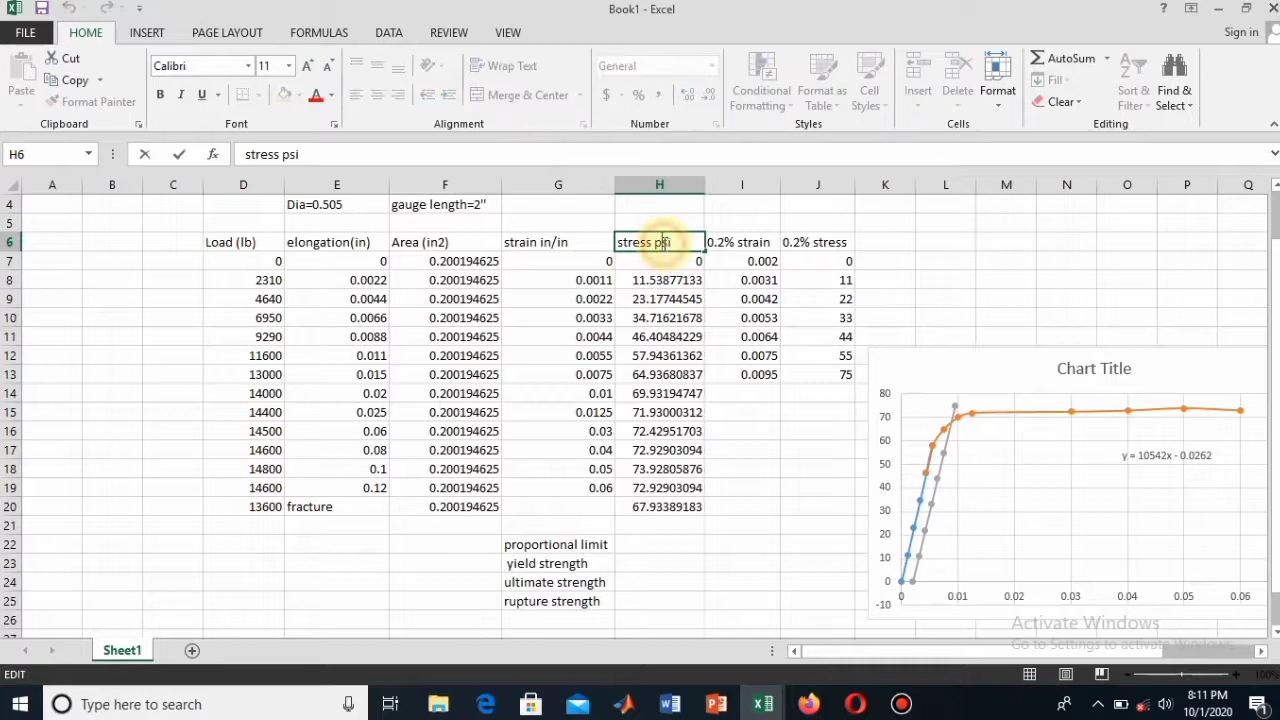 Book1 - Excel
FILE HOME INSERT PAGE LAYOUT FORMULAS DATA REVIEW VIEW Sign in
Paste Cut Copy Format Painter
Calibri 11
Wrap Text
Merge & Center
General
Conditional Formatting Format as Table Cell Styles
Insert Delete Format
AutoSum Fill Clear Sort & Filter Find & Select
Clipboard Font Alignment Number Styles Cells Editing
H6 fx stress psi
A B C D E F G H I J K L M N O P Q
4 Dia=0.505 gauge length=2"
5
6 Load (lb) elongation(in) Area (in2) strain in/in stress psi 0.2% strain 0.2% stress
7 0 0 0.200194625 0 0 0.002 0
8 2310 0.0022 0.200194625 0.0011 11.53877133 0.0031 11
9 4640 0.0044 0.200194625 0.0022 23.17744545 0.0042 22
10 6950 0.0066 0.200194625 0.0033 34.71621678 0.0053 33
11 9290 0.0088 0.200194625 0.0044 46.40484229 0.0064 44
12 11600 0.011 0.200194625 0.0055 57.94361362 0.0075 55
13 13000 0.015 0.200194625 0.0075 64.93680837 0.0095 75
14 14000 0.02 0.200194625 0.01 69.93194747
15 14400 0.025 0.200194625 0.0125 71.93000312
16 14500 0.06 0.200194625 0.03 72.42951703
17 14600 0.08 0.200194625 0.04 72.92903094
18 14800 0.1 0.200194625 0.05 73.92805876
19 14600 0.12 0.200194625 0.06 72.92903094
20 13600 fracture 0.200194625 67.93389183
21
22 proportional limit
23 yield strength
24 ultimate strength
25 rupture strength
26
Chart Title
80
70
60
50
40
30
20
10
0
-10
0 0.01 0.02 0.03 0.04 0.05 0.06
y = 10542x - 0.0262
Activate Windows
Go to Settings to activate Windows.
Sheet1
EDIT 100%
Type here to search
8:11 PM
10/1/2020